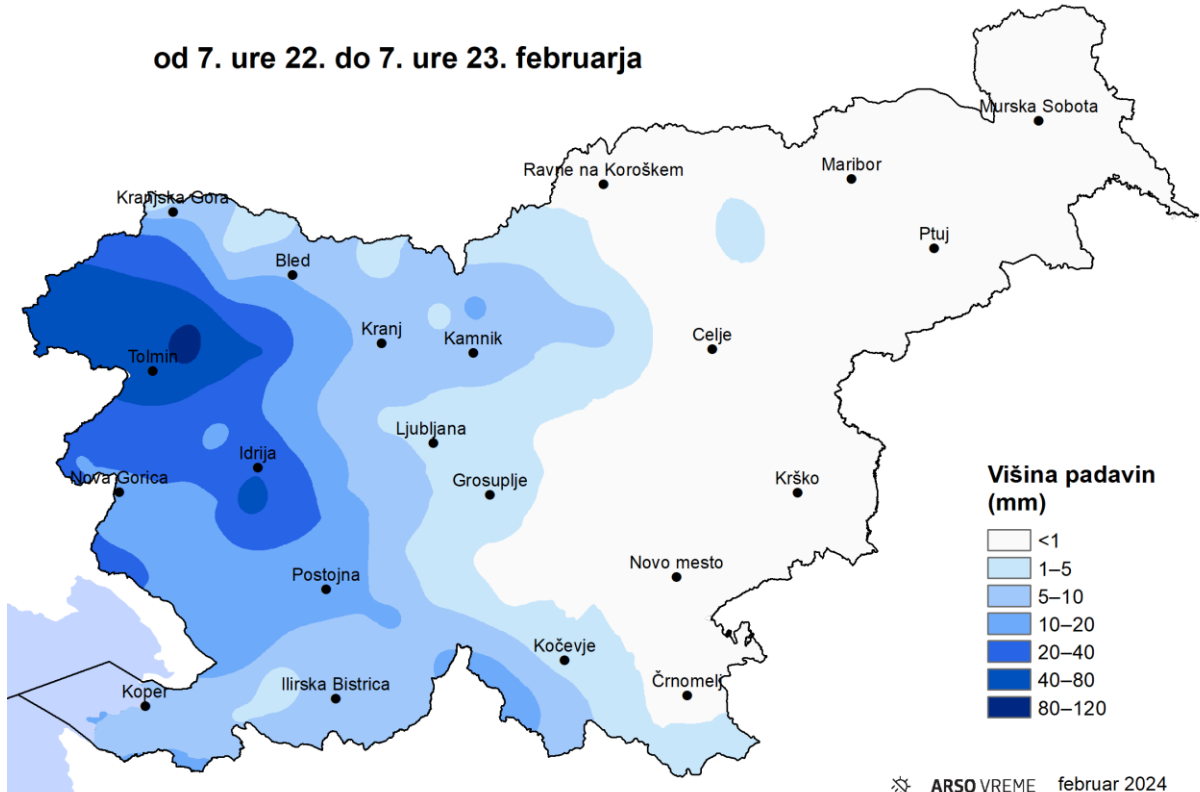 od 7. ure 22. do 7. ure 23. februarja
Murska Sobota
Ravne na Koroškem
Maribor
Kranjska Gora
Ptuj
Bled
Kranj
Kamnik
Celje
Tolmin
Ljubljana
Idrija
Nova Gorica
Grosuplje
Krško
Višina padavin
(mm)
<1
1–5
5–10
10–20
20–40
40–80
80–120
Postojna
Novo mesto
Kočevje
Koper
Ilirska Bistrica
Črnomelj
ARSO VREME februar 2024